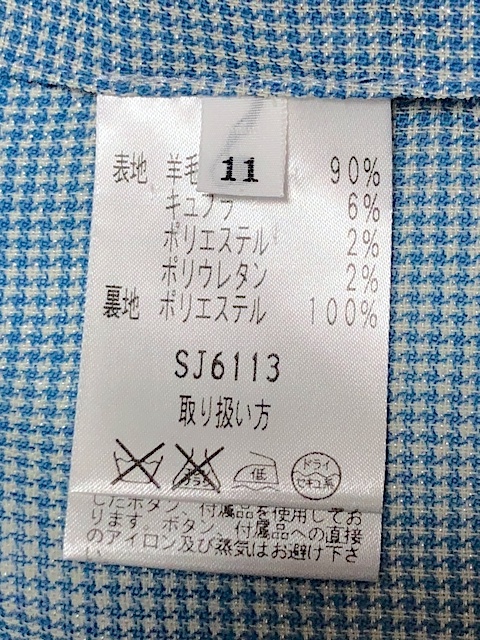 11
表地 羊毛 90%
キュプラ 6%
ポリエステル 2%
ポリウレタン 2%
裏地 ポリエステル 100%
SJ6113
取り扱い方
低
ドライ
セキユ系
したボタン、付属品を使用してお
ります。ボタン、付属品への直接
のアイロン及び蒸気はお避け下さ
い